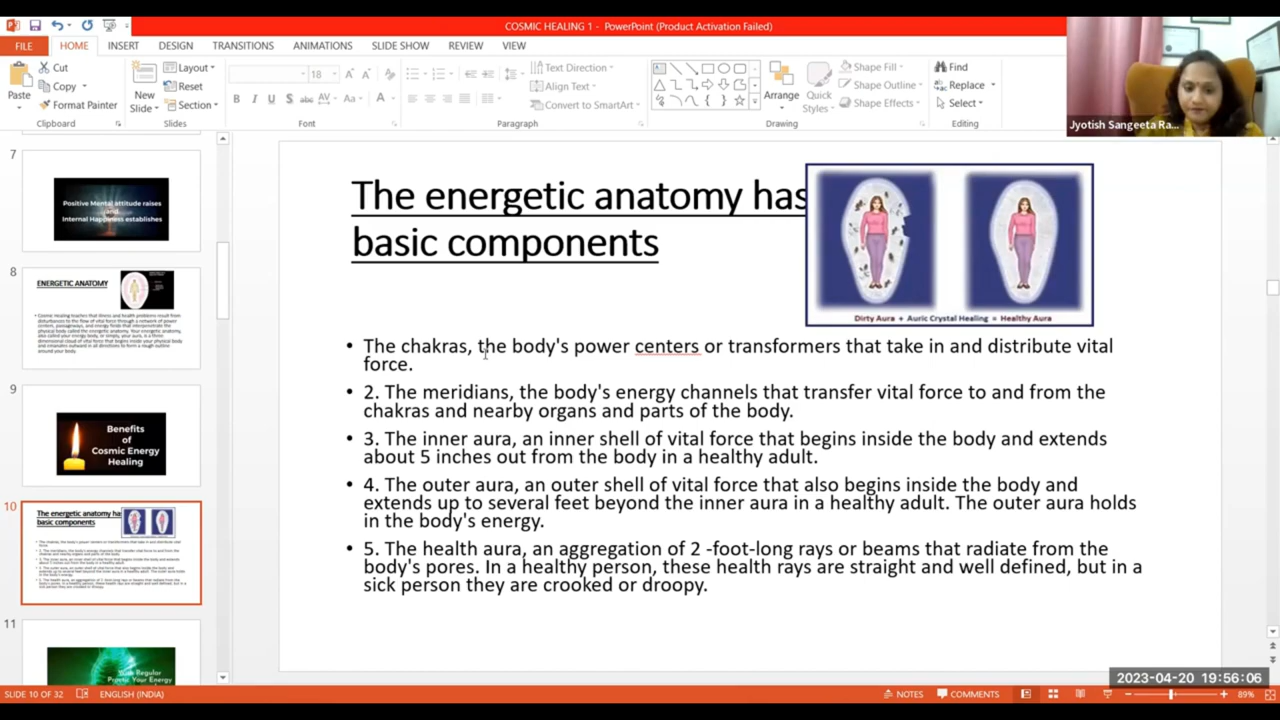 COSMIC HEALING 1 - PowerPoint (Product Activation Failed)
FILE HOME INSERT DESIGN TRANSITIONS ANIMATIONS SLIDE SHOW REVIEW VIEW
Cut
Copy
Format Painter
Paste
Clipboard
New
Slide
Layout
Reset
Section
Slides
18
Font
Text Direction
Align Text
Convert to SmartArt
Paragraph
Arrange
Quick
Styles
Shape Fill
Shape Outline
Shape Effects
Drawing
Find
Replace
Select
Editing
Jyotish Sangeeta Ra...
7
Positive Mental attitude raises
and
Internal Happiness establishes
8
ENERGETIC ANATOMY
9
Benefits
of
Cosmic Energy
Healing
10
The energetic anatomy has
basic components
11
The energetic anatomy has
basic components
Dirty Aura + Auric Crystal Healing = Healthy Aura
• The chakras, the body's power centers or transformers that take in and distribute vital
force.
• 2. The meridians, the body's energy channels that transfer vital force to and from the
chakras and nearby organs and parts of the body.
• 3. The inner aura, an inner shell of vital force that begins inside the body and extends
about 5 inches out from the body in a healthy adult.
• 4. The outer aura, an outer shell of vital force that also begins inside the body and
extends up to several feet beyond the inner aura in a healthy adult. The outer aura holds
in the body's energy.
• 5. The health aura, an aggregation of 2 -foot-long rays or beams that radiate from the
body's pores. In a healthy person, these health rays are straight and well defined, but in a
sick person they are crooked or droopy.
2023-04-20 19:56:06
SLIDE 10 OF 32 ENGLISH (INDIA) NOTES COMMENTS 89%